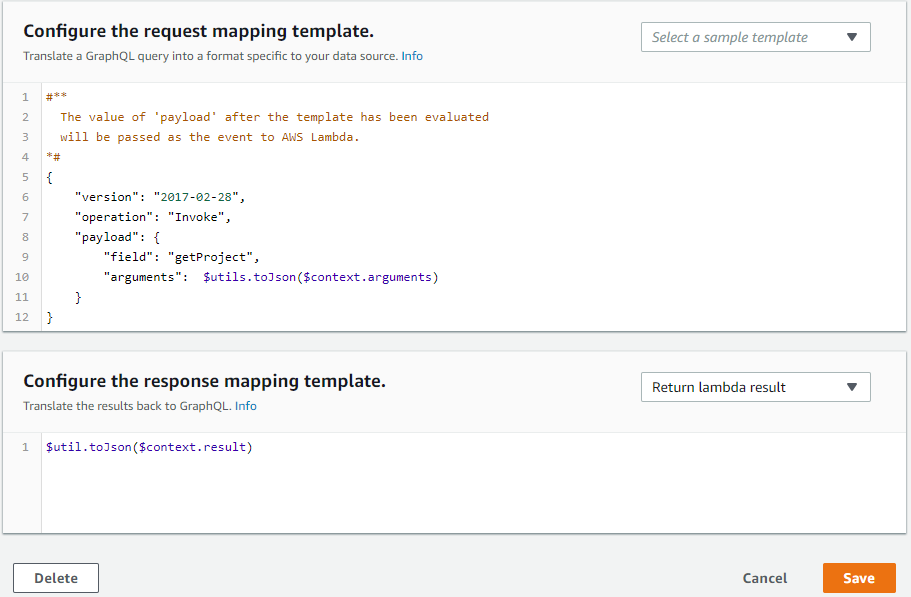 Configure the request mapping template.
Select a sample template
Translate a GraphQL query into a format specific to your data source. Info
1 #**
2   The value of 'payload' after the template has been evaluated
3   will be passed as the event to AWS Lambda.
4 *#
5 {
6     "version": "2017-02-28",
7     "operation": "Invoke",
8     "payload": {
9         "field": "getProject",
10         "arguments":  $utils.toJson($context.arguments)
11     }
12 }
Configure the response mapping template.
Return lambda result
Translate the results back to GraphQL. Info
1 $util.toJson($context.result)
Delete
Cancel
Save